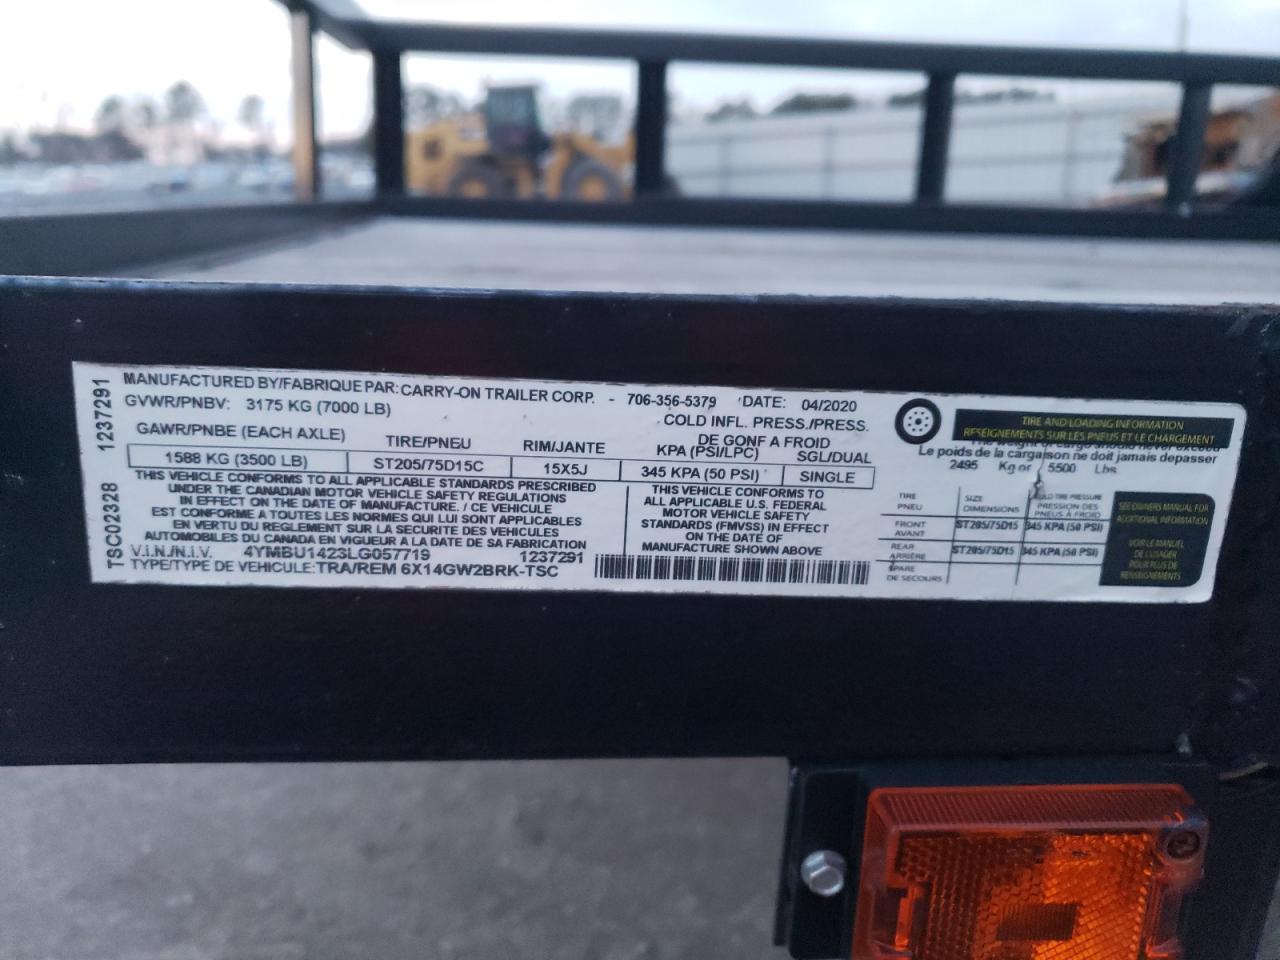 1237291
TSC02328
MANUFACTURED BY/FABRIQUE PAR: CARRY-ON TRAILER CORP. - 706-356-5379 DATE: 04/2020
GVWR/PNBV: 3175 KG (7000 LB)
COLD INFL. PRESS./PRESS.
GAWR/PNBE (EACH AXLE) TIRE/PNEU RIM/JANTE DE GONF A FROID
KPA (PSI/LPC) SGL/DUAL
1588 KG (3500 LB) ST205/75D15C 15X5J 345 KPA (50 PSI) SINGLE
THIS VEHICLE CONFORMS TO ALL APPLICABLE STANDARDS PRESCRIBED
UNDER THE CANADIAN MOTOR VEHICLE SAFETY REGULATIONS
IN EFFECT ON THE DATE OF MANUFACTURE. / CE VEHICULE
EST CONFORME A TOUTES LES NORMES QUI LUI SONT APPLICABLES
EN VERTU DU REGLEMENT SUR LA SECURITE DES VEHICULES
AUTOMOBILES DU CANADA EN VIGUEUR A LA DATE DE SA FABRICATION
THIS VEHICLE CONFORMS TO
ALL APPLICABLE U.S. FEDERAL
MOTOR VEHICLE SAFETY
STANDARDS (FMVSS) IN EFFECT
ON THE DATE OF
MANUFACTURE SHOWN ABOVE
V.I.N./N.I.V. 4YMBU1423LG057719 1237291
TYPE/TYPE DE VEHICULE: TRA/REM 6X14GW2BRK-TSC
TIRE AND LOADING INFORMATION
RESEIGNEMENTS SUR LES PNEUS ET LE CHARGEMENT
Le poids de la cargaison ne doit jamais depasser
2495 Kg or 5500 Lbs.
TIRE
PNEU
SIZE
DIMENSIONS
COLD TIRE PRESSURE
PRESSION DES
PNEUS À FROID
FRONT
AVANT
ST205/75D15 345 KPA (50 PSI)
REAR
ARRIÈRE
ST205/75D15 345 KPA (50 PSI)
SPARE
DE SECOURS
SEE OWNERS MANUAL FOR
ADDITIONAL INFORMATION
VOIR LE MANUEL
DE L'USAGER
POUR PLUS DE
RENSEIGNEMENTS